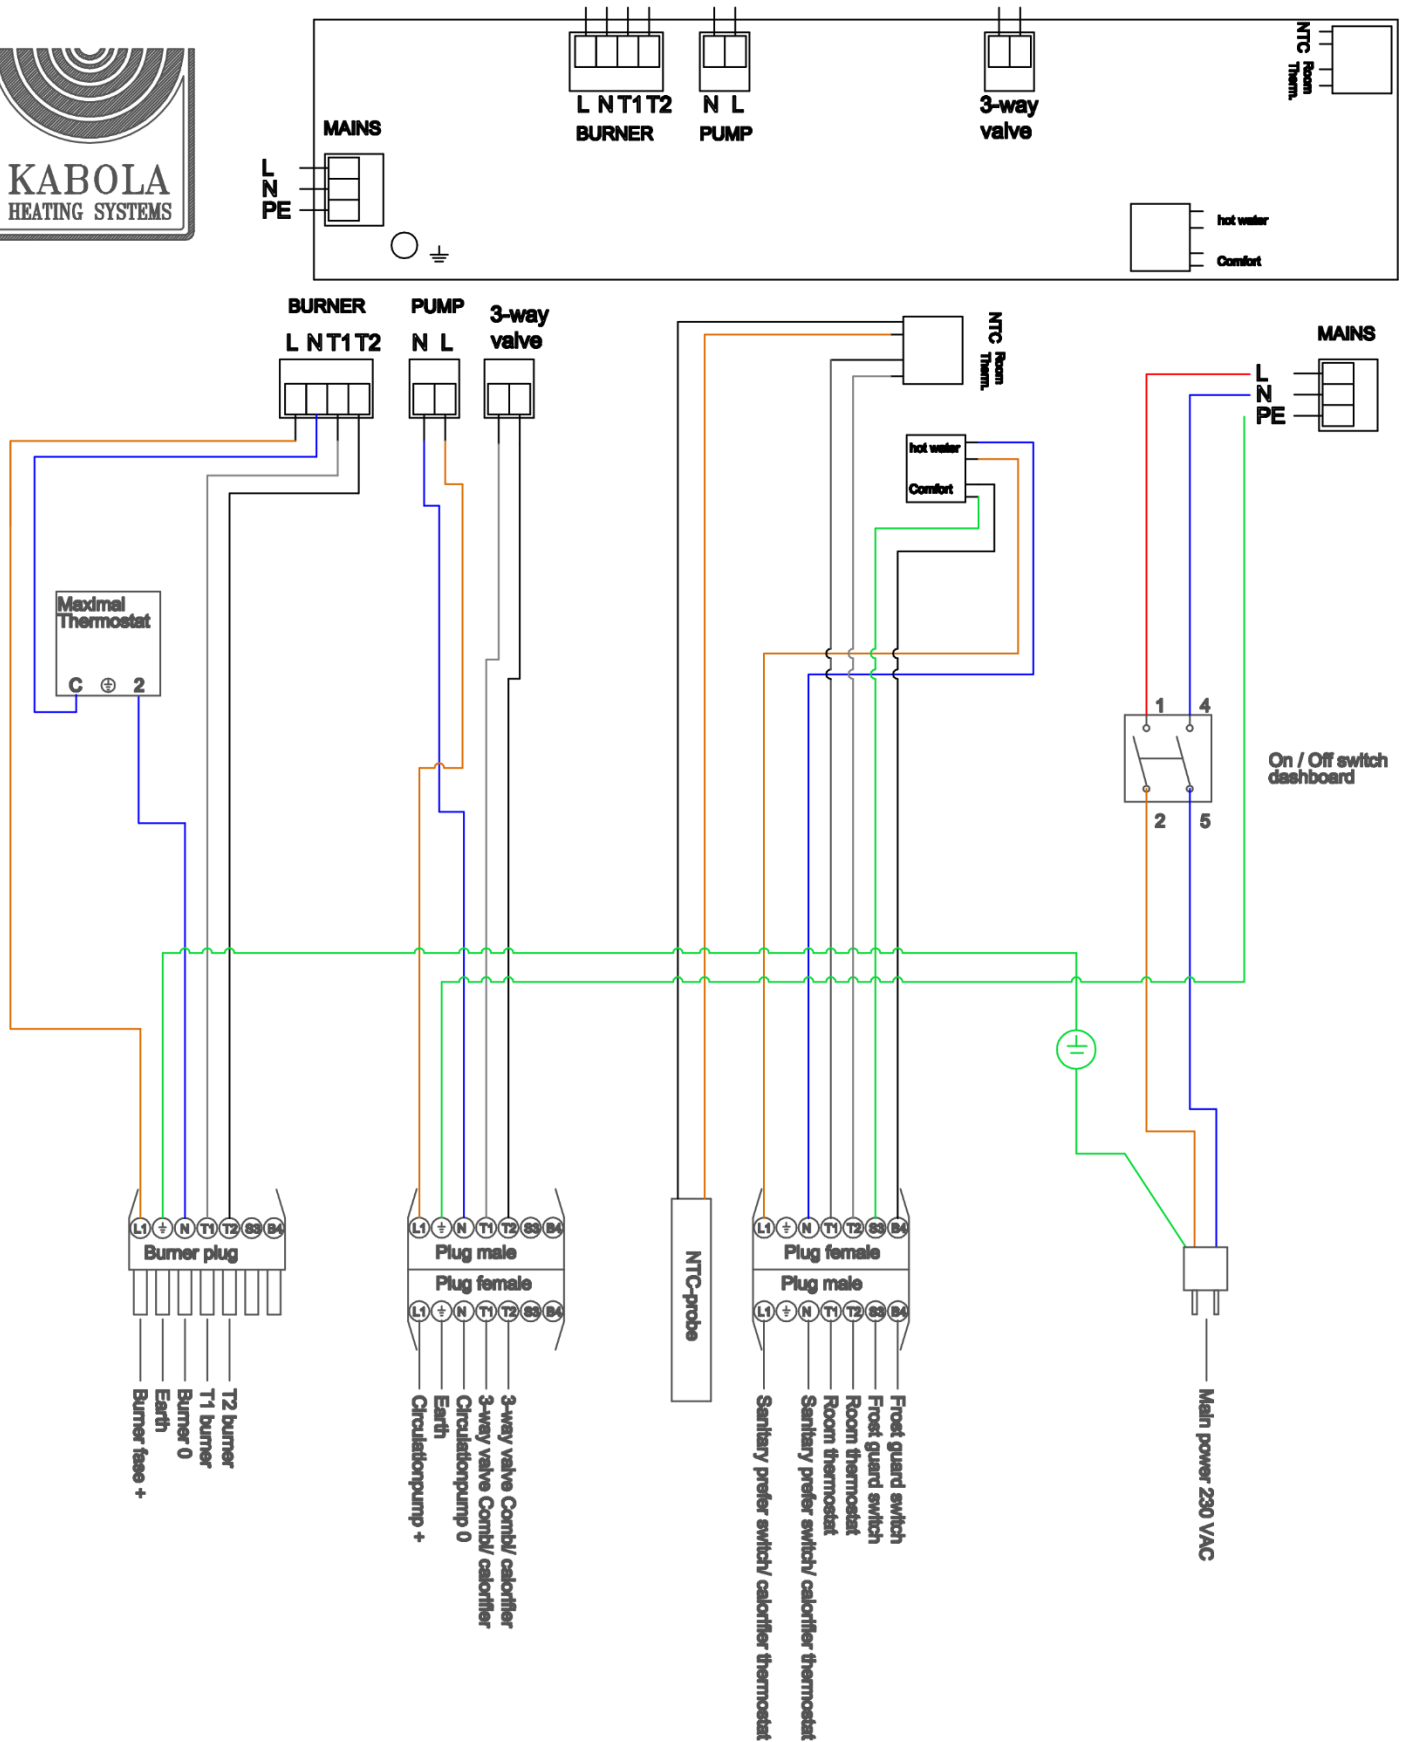 KABOLA
HEATING SYSTEMS
MAINS
L
N
PE
L N T1 T2
BURNER
N L
PUMP
3-way
valve
NTC
Room
Therm.
hot water
Comfort
BURNER
L N T1 T2
PUMP
N L
3-way
valve
NTC
Room
Therm.
hot water
Comfort
MAINS
L
N
PE
Maximal
Thermostat
C 2
1 4
On / Off switch
dashboard
2 5
L1 N T1 T2 S3 B4
Burner plug
L1 N T1 T2 S3 B4
Plug male
Plug female
L1 N T1 T2 S3 B4
NTC-probe
L1 N T1 T2 S3 B4
Plug female
Plug male
L1 N T1 T2 S3 B4
Burner fase +
Earth
Burner 0
T1 burner
T2 burner
Circulationpump +
Earth
Circulationpump 0
3-way valve Combi/ calorifier
3-way valve Combi/ calorifier
Sanitary prefer switch/ calorifier thermostat
Sanitary prefer switch/ calorifier thermostat
Room thermostat
Room thermostat
Frost guard switch
Frost guard switch
Main power 230 VAC